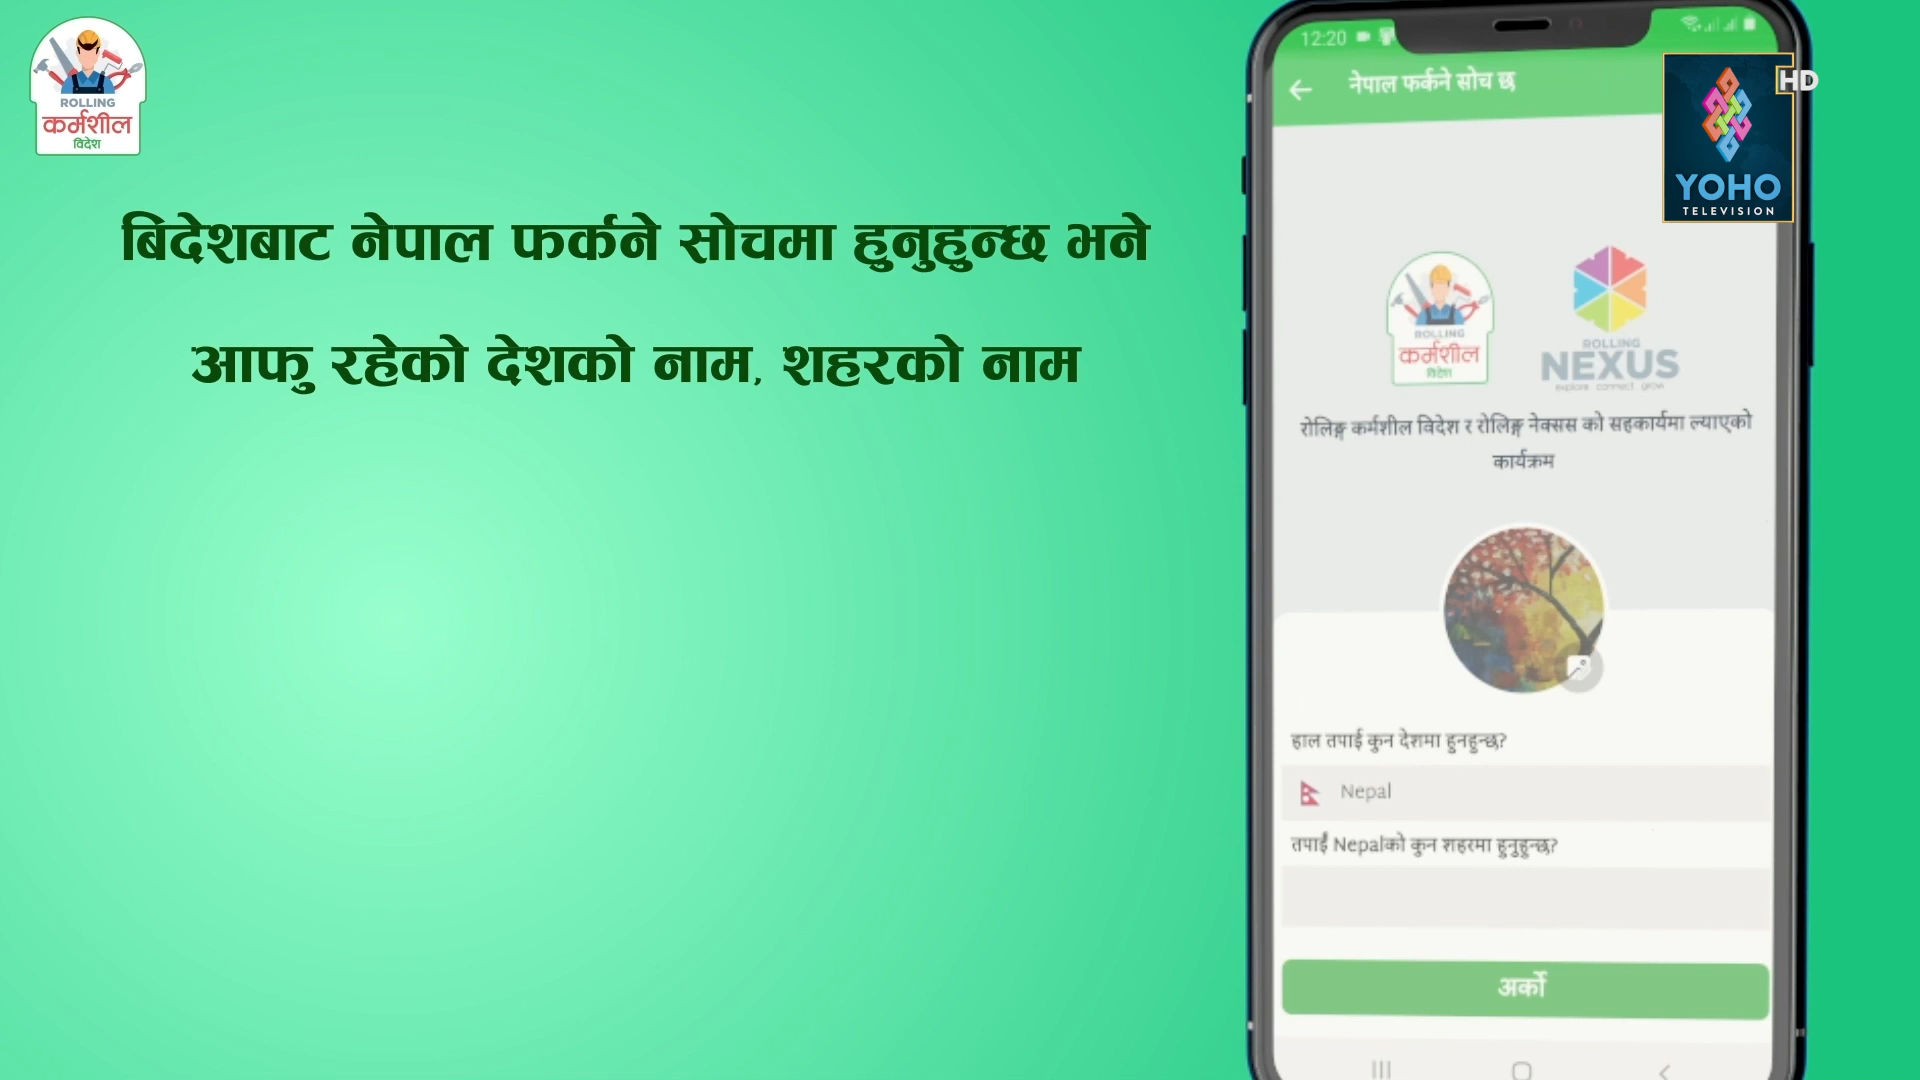 ROLLING
कर्मशील
विदेश
बिदेशबाट नेपाल फर्कने सोचमा हुनुहुन्छ भने
आफु रहेको देशको नाम, शहरको नाम
12:20
नेपाल फर्कने सोच छ
HD
YOHO
TELEVISION
ROLLING
कर्मशील
विदेश
ROLLING
NEXUS
explore connect grow
रोलिङ्ग कर्मशील विदेश र रोलिङ्ग नेक्सस को सहकार्यमा ल्याएको
कार्यक्रम
हाल तपाई कुन देशमा हुनहुन्छ?
Nepal
तपाईं Nepalको कुन शहरमा हुनुहुन्छ?
अर्को